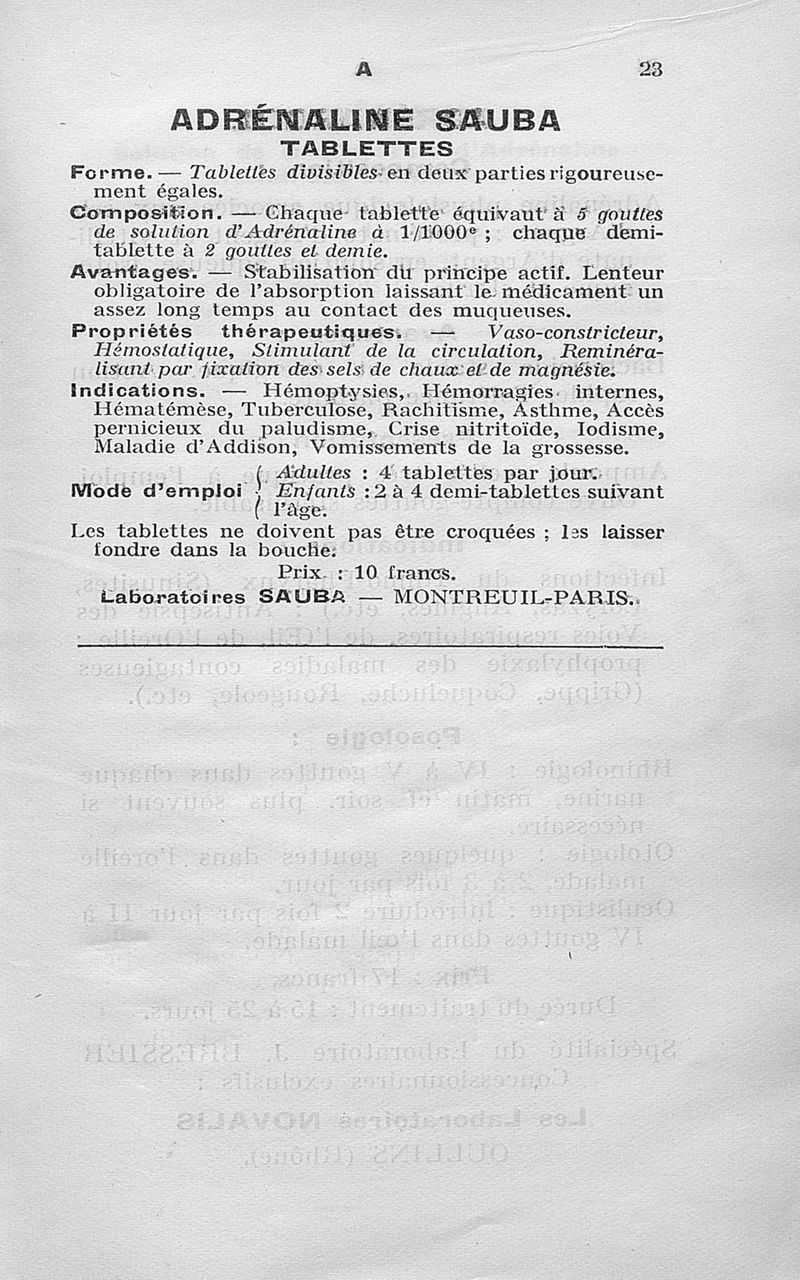 A 23
ADRÉNALINE SAUBA
TABLETTES
Forme. — Tablettes divisibles en deux parties rigoureuse-
ment égales.
Composition. — Chaque tablette équivaut à 5 gouttes
de solution d'Adrénaline à 1/1000e ; chaque demi-
tablette à 2 gouttes et demie.
Avantages. — Stabilisation du principe actif. Lenteur
obligatoire de l'absorption laissant le médicament un
assez long temps au contact des muqueuses.
Propriétés thérapeutiques. — Vaso-constricteur,
Hémostatique, Stimulant de la circulation, Reminéra-
lisant par fixation des sels de chaux et de magnésie.
Indications. — Hémoptysies, Hémorragies internes,
Hématémèse, Tuberculose, Rachitisme, Asthme, Accès
pernicieux du paludisme, Crise nitritoïde, Iodisme,
Maladie d'Addison, Vomissements de la grossesse.
Mode d'emploi { Adultes : 4 tablettes par jour.
Enfants : 2 à 4 demi-tablettes suivant
l'âge.
Les tablettes ne doivent pas être croquées ; les laisser
fondre dans la bouche.
Prix : 10 francs.
Laboratoires SAUBA — MONTREUIL-PARIS.